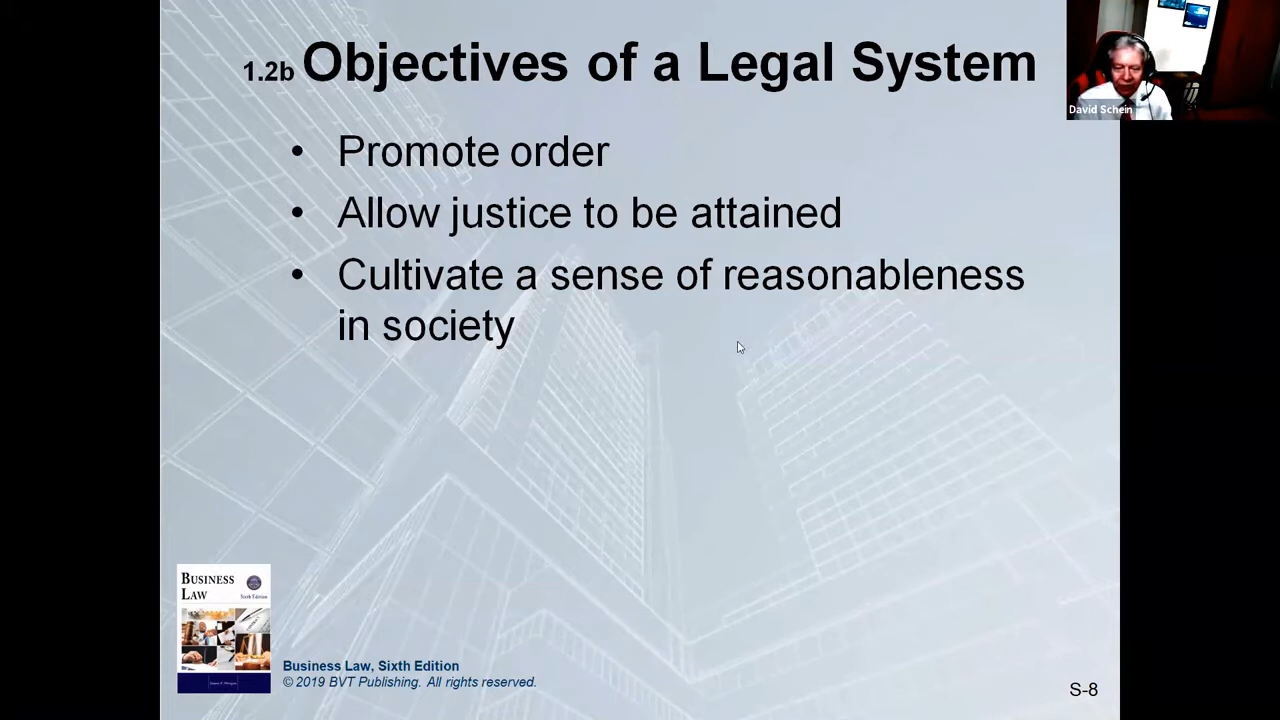 1.2b Objectives of a Legal System
David Schein
• Promote order
• Allow justice to be attained
• Cultivate a sense of reasonableness
in society
BUSINESS
LAW
Sixth Edition
Business Law, Sixth Edition
© 2019 BVT Publishing. All rights reserved.
S-8